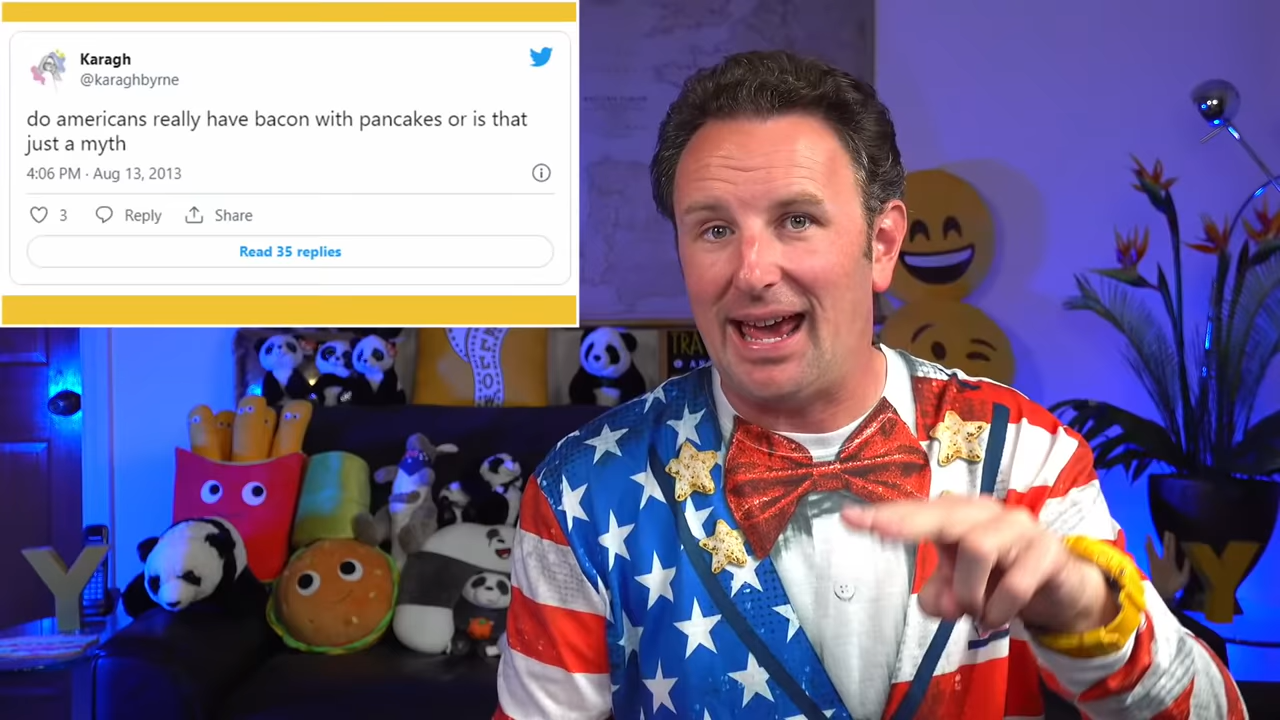 Karagh
@karaghbyrne
do americans really have bacon with pancakes or is that
just a myth
4:06 PM · Aug 13, 2013
3
Reply
Share
Read 35 replies
TRA
Y
Y